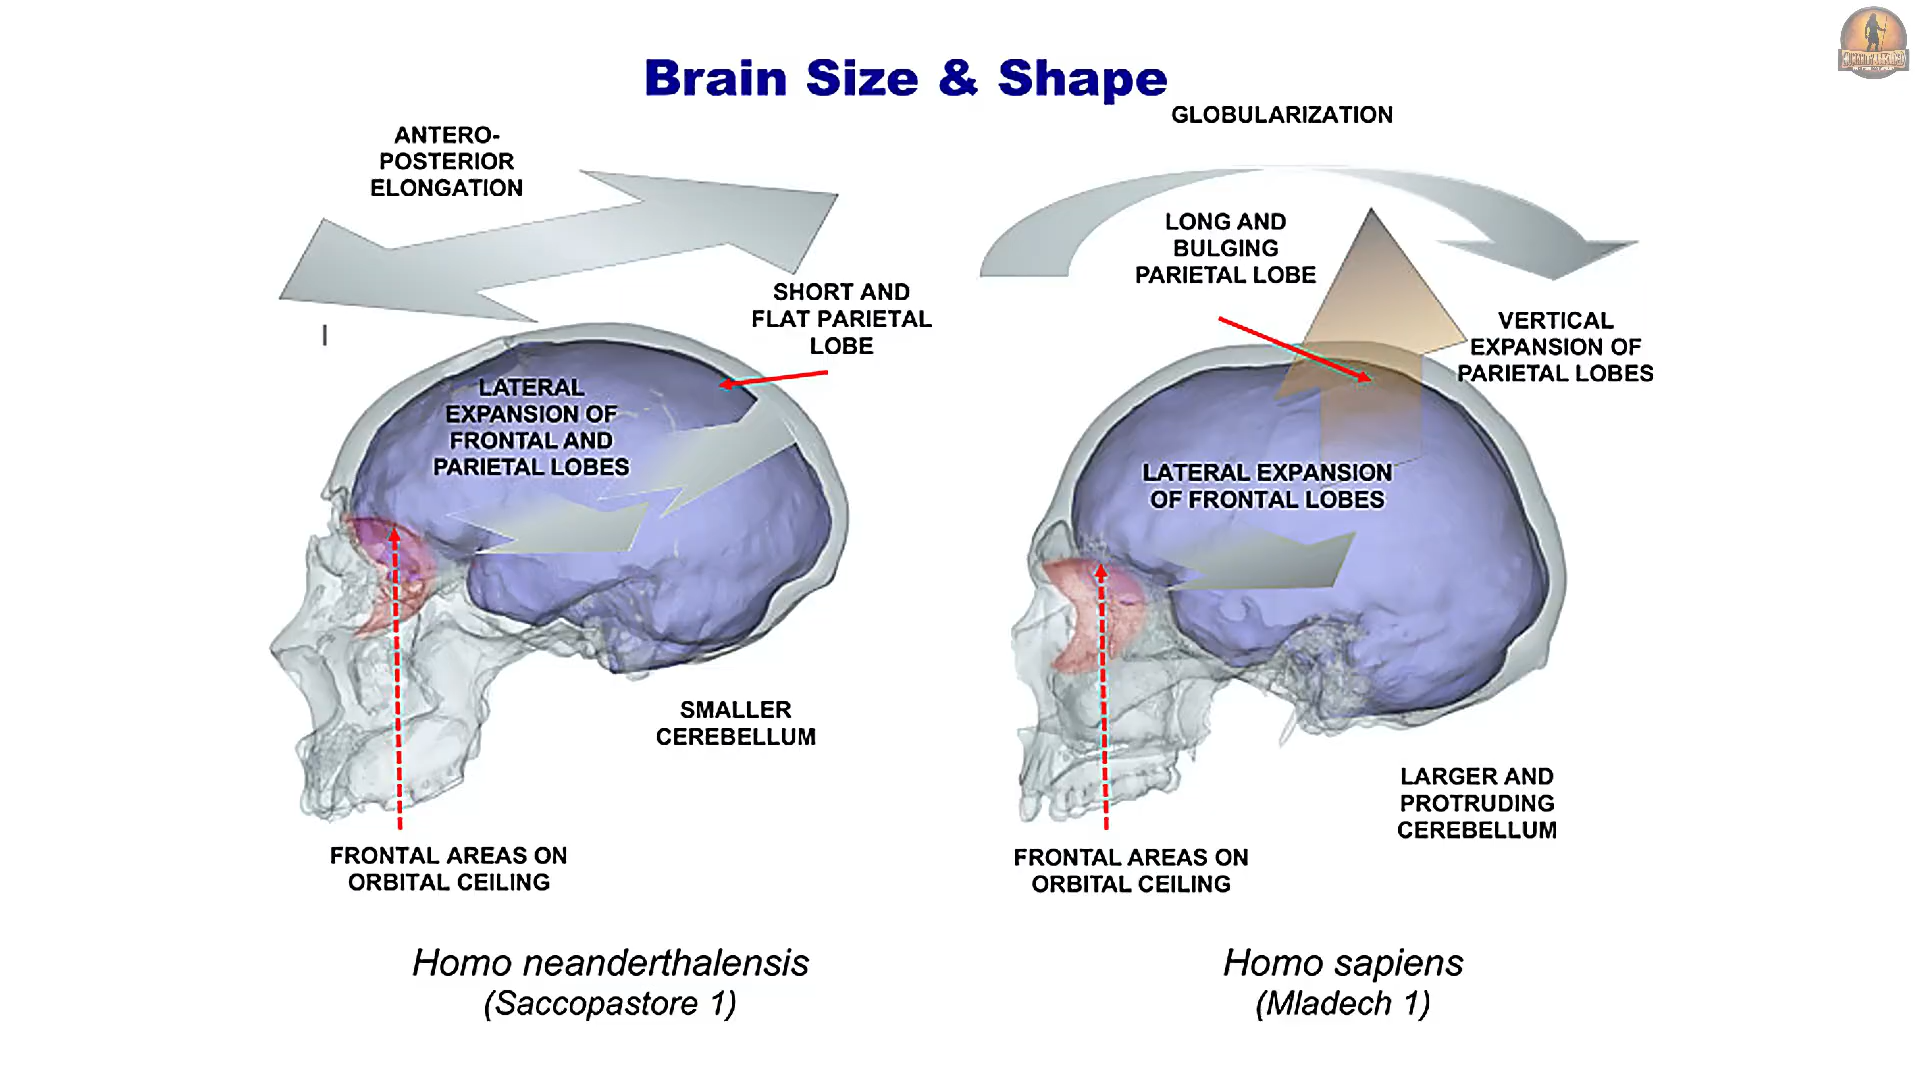 Brain Size & Shape
ANTERO-
POSTERIOR
ELONGATION
SHORT AND
FLAT PARIETAL
LOBE
LATERAL
EXPANSION OF
FRONTAL AND
PARIETAL LOBES
SMALLER
CEREBELLUM
FRONTAL AREAS ON
ORBITAL CEILING
Homo neanderthalensis
(Saccopastore 1)
GLOBULARIZATION
LONG AND
BULGING
PARIETAL LOBE
VERTICAL
EXPANSION OF
PARIETAL LOBES
LATERAL EXPANSION
OF FRONTAL LOBES
LARGER AND
PROTRUDING
CEREBELLUM
FRONTAL AREAS ON
ORBITAL CEILING
Homo sapiens
(Mladech 1)